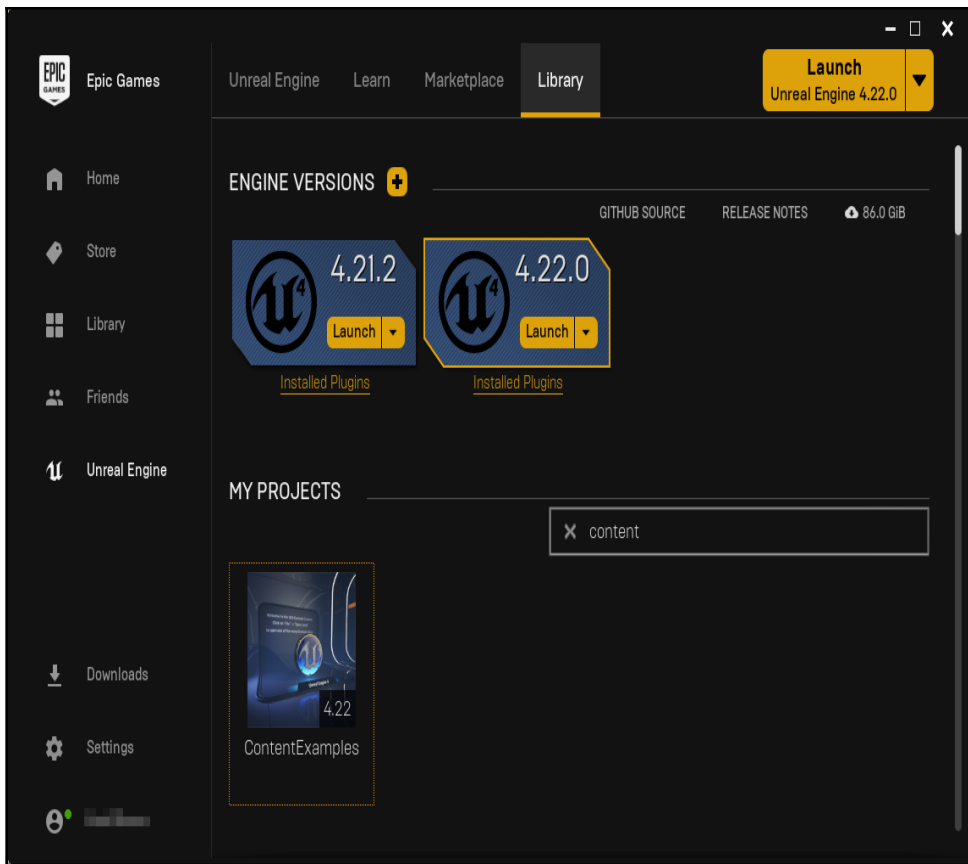 EPIC
GAMES
Epic Games
Unreal Engine
Learn
Marketplace
Library
Launch
Unreal Engine 4.22.0
Home
Store
Library
Friends
Unreal Engine
Downloads
Settings
ENGINE VERSIONS
GITHUB SOURCE
RELEASE NOTES
86.0 GiB
4.21.2
Launch
Installed Plugins
4.22.0
Launch
Installed Plugins
MY PROJECTS
content
4.22
ContentExamples